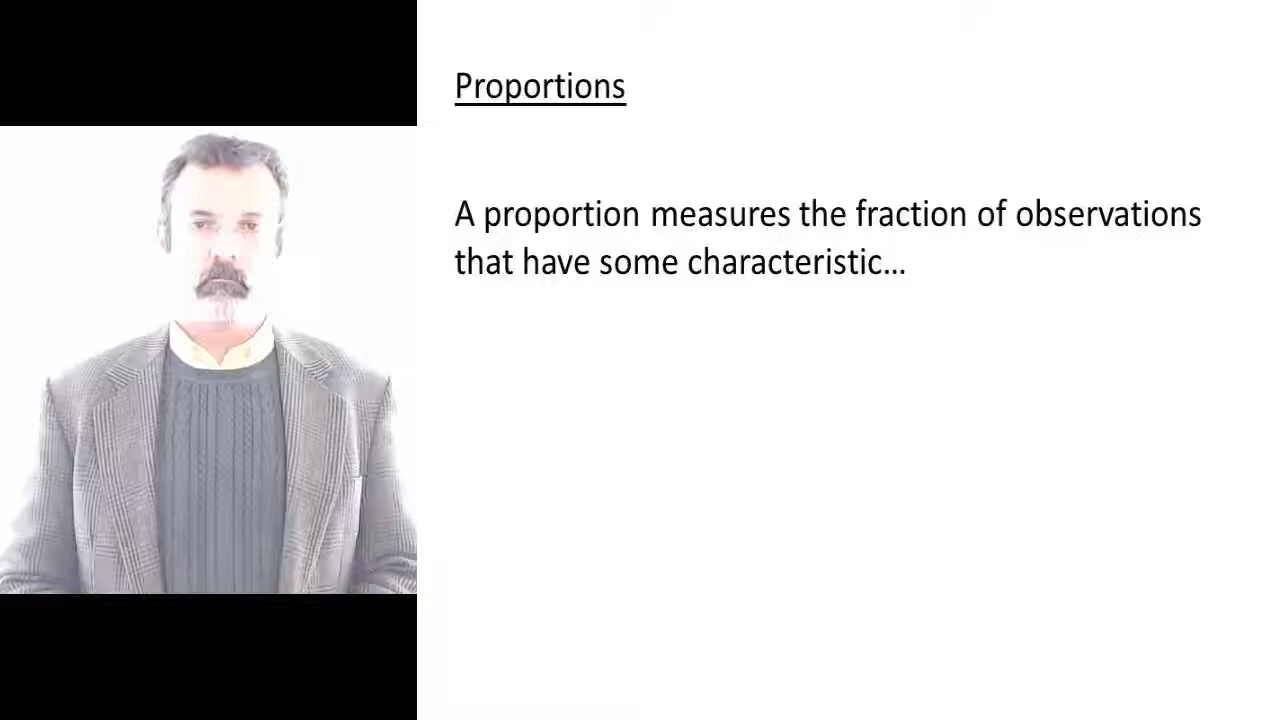 Proportions
A proportion measures the fraction of observations
that have some characteristic…